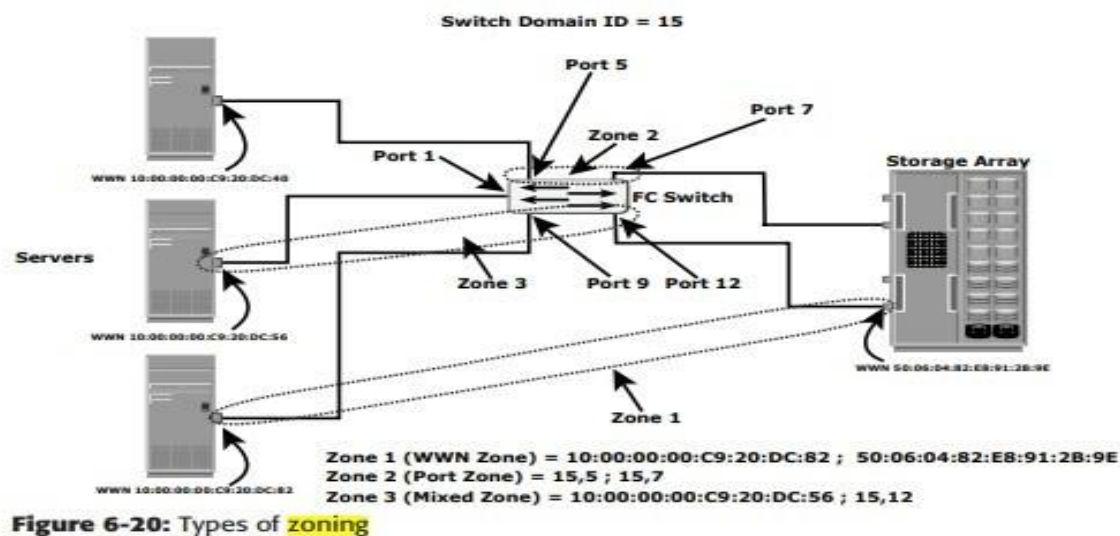 Switch Domain ID = 15
Port 5
Port 7
Zone 2
Port 1
Storage Array
WWN 10:00:00:00:C9:20:DC:40
FC Switch
Servers
Zone 3
Port 9
Port 12
WWN 10:00:00:00:C9:20:DC:56
WWN 50:06:04:82:E8:91:2B:9E
Zone 1
Zone 1 (WWN Zone) = 10:00:00:00:C9:20:DC:82 ; 50:06:04:82:E8:91:2B:9E
WWN 10:00:00:00:C9:20:DC:82
Zone 2 (Port Zone) = 15,5 ; 15,7
Zone 3 (Mixed Zone) = 10:00:00:00:C9:20:DC:56 ; 15,12
Figure 6-20: Types of zoning